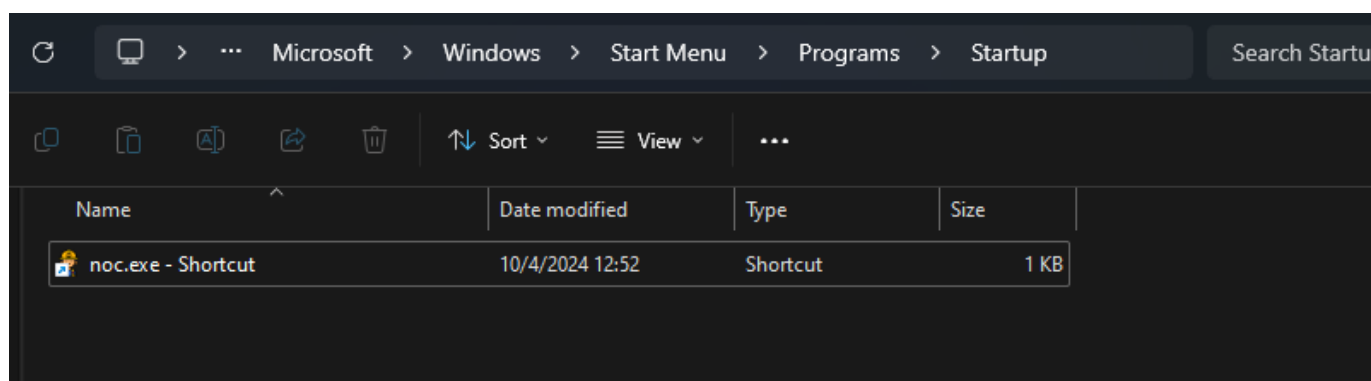 … Microsoft > Windows > Start Menu > Programs > Startup Search Startu
Sort View …
Name Date modified Type Size
noc.exe - Shortcut 10/4/2024 12:52 Shortcut 1 KB